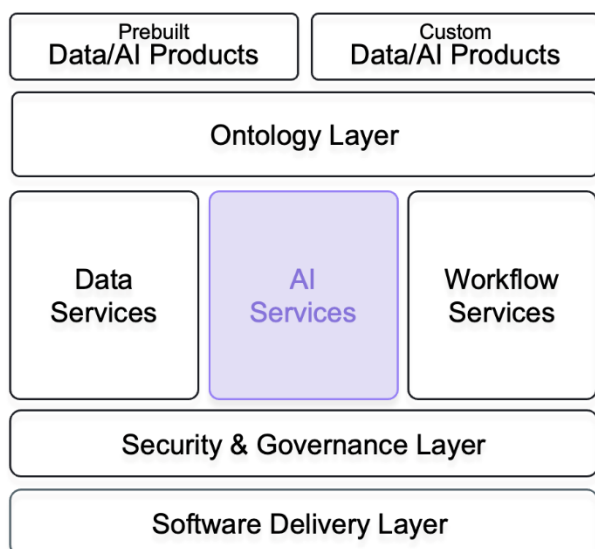 Prebuilt
Data/AI Products
Custom
Data/AI Products
Ontology Layer
Data
Services
AI
Services
Workflow
Services
Security & Governance Layer
Software Delivery Layer